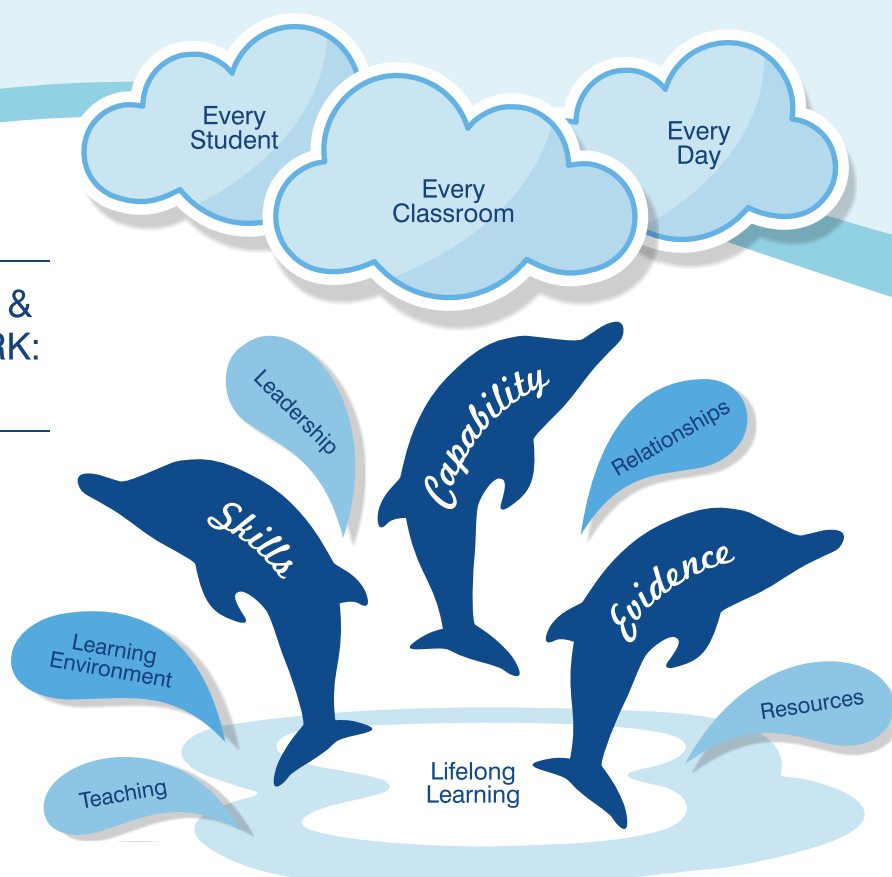 Every
Student
Every
Classroom
Every
Day
&
RK:
Leadership
Capability
Relationships
Skills
Evidence
Learning
Environment
Resources
Teaching
Lifelong
Learning